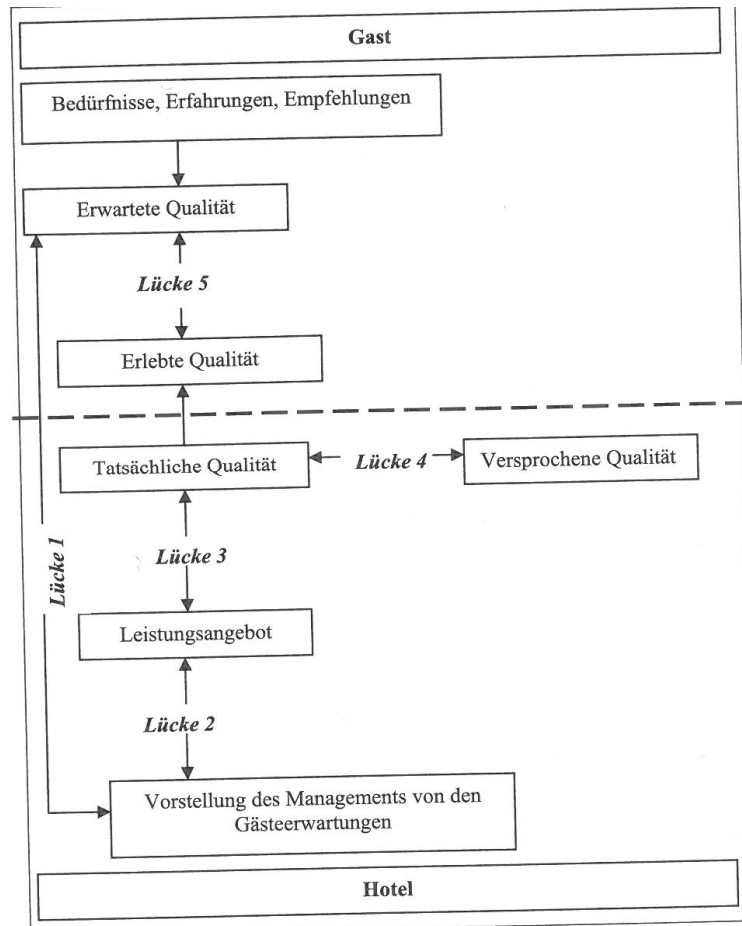 Gast
Bedürfnisse, Erfahrungen, Empfehlungen
Erwartete Qualität
Lücke 5
Erlebte Qualität
Tatsächliche Qualität
Lücke 4
Versprochene Qualität
Lücke 1
Lücke 3
Leistungsangebot
Lücke 2
Vorstellung des Managements von den
Gästeerwartungen
Hotel